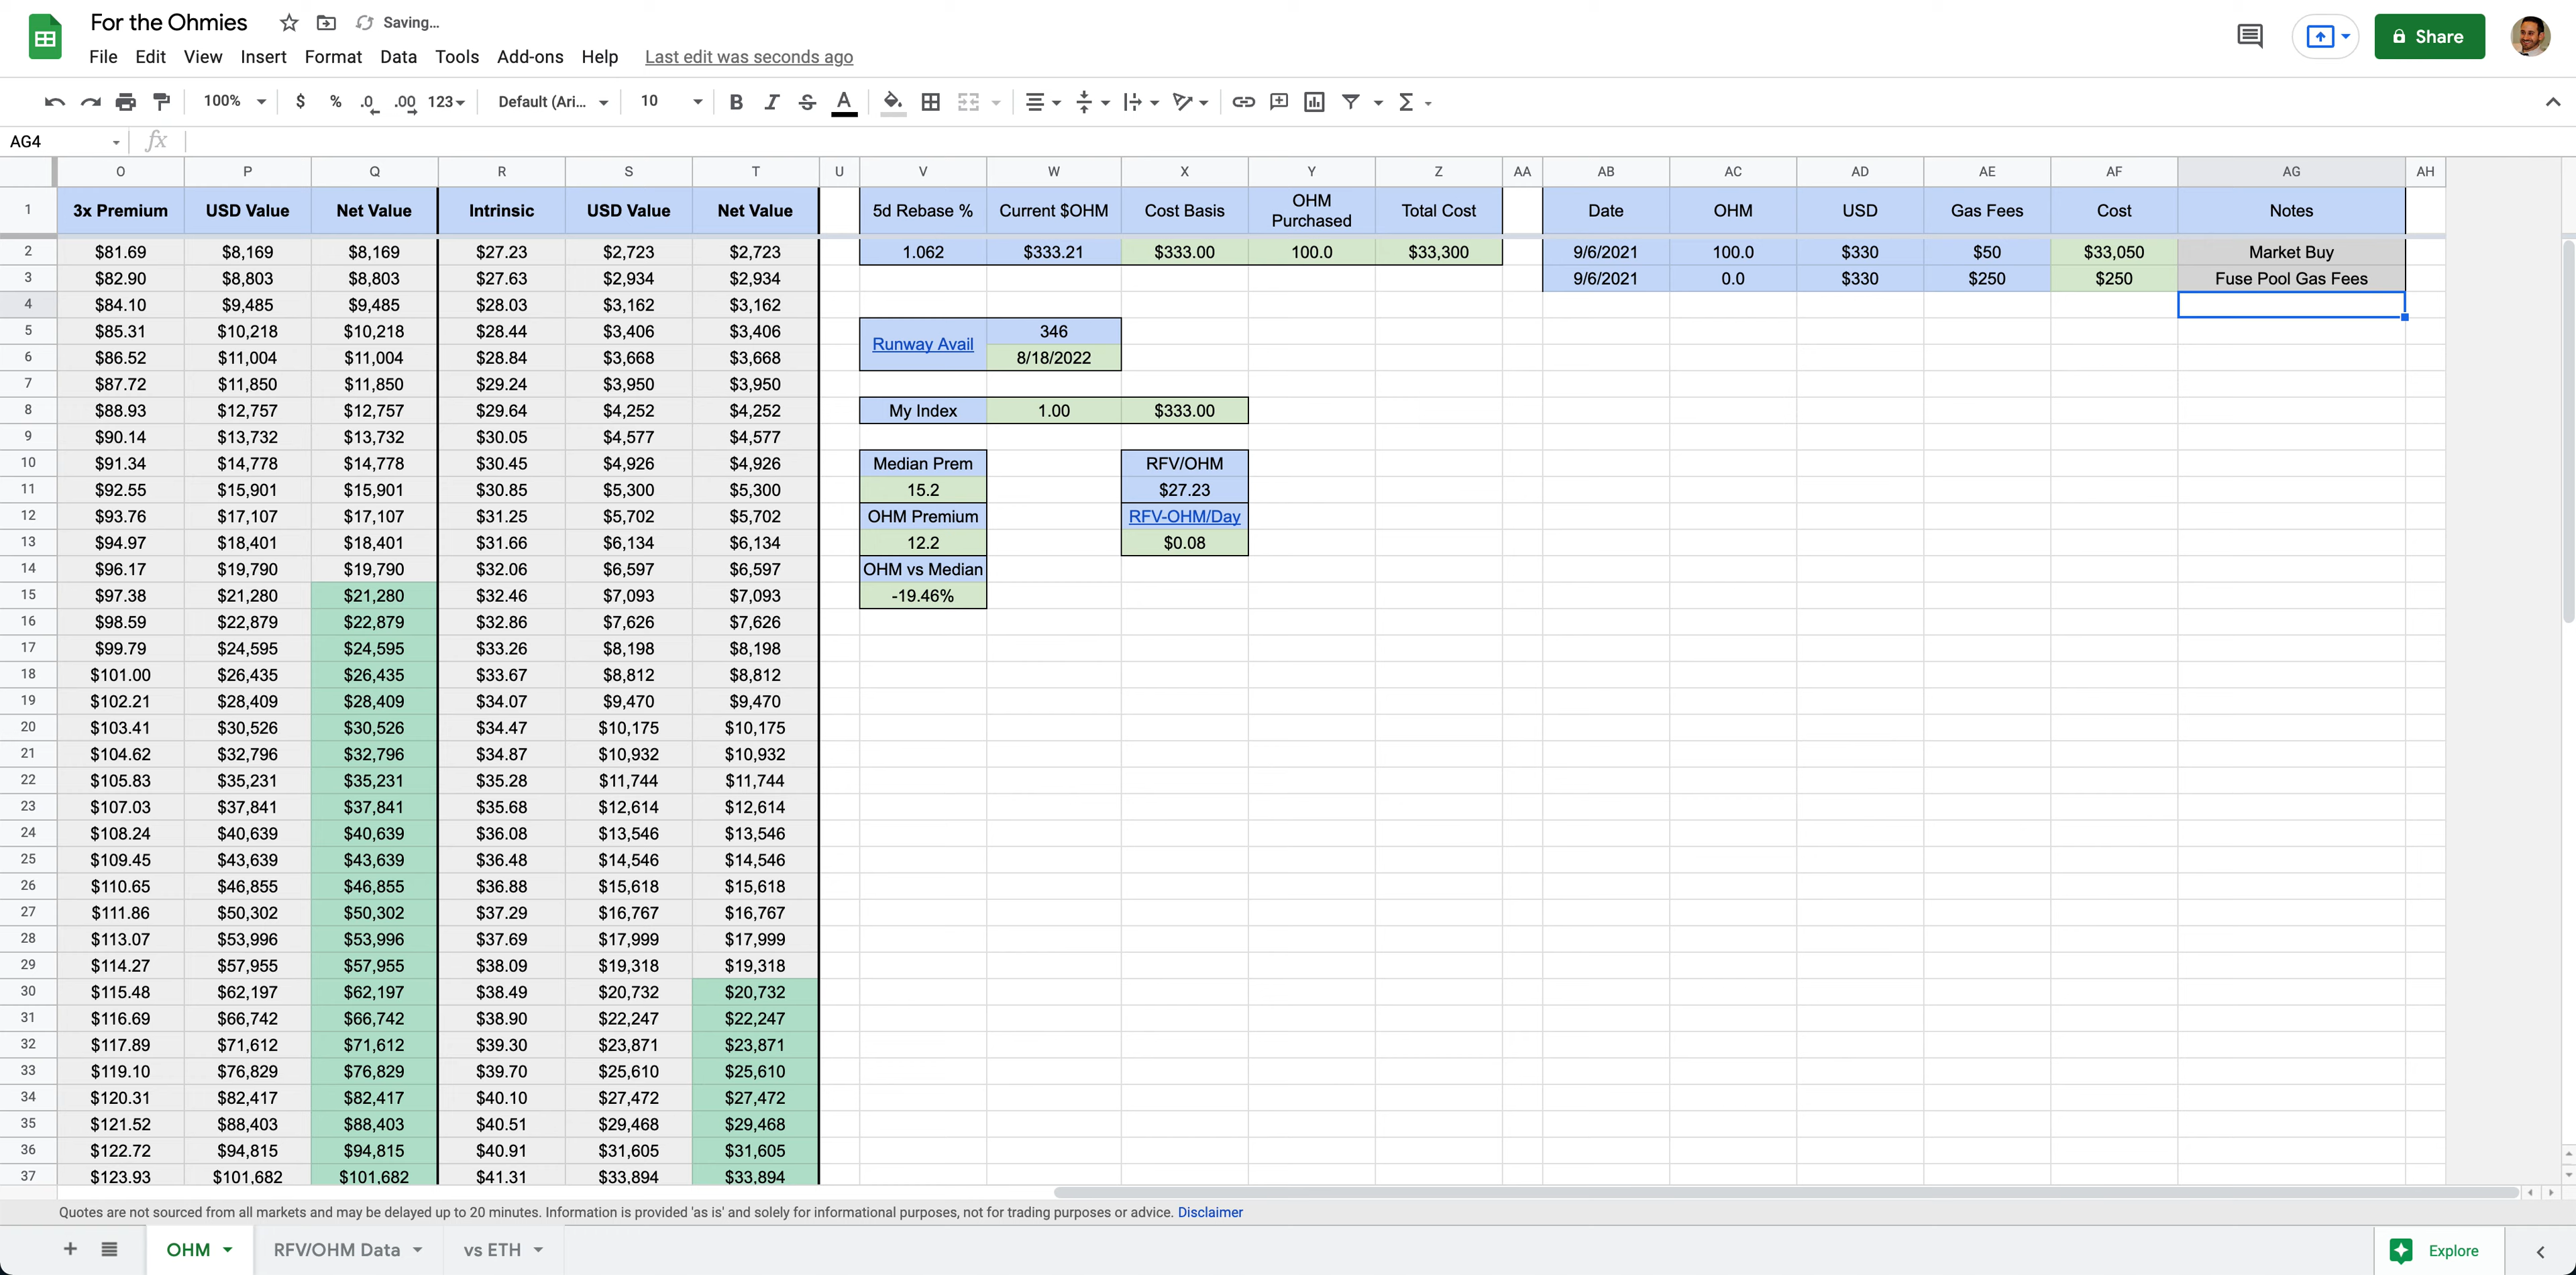 For the Ohmies Saving...
File Edit View Insert Format Data Tools Add-ons Help Last edit was seconds ago
Share
100% $ % .0 .00 123 Default (Ari... 10 B I S A
AG4 fx
O P Q R S T U V W X Y Z AA AB AC AD AE AF AG AH
1 3x Premium USD Value Net Value Intrinsic USD Value Net Value 5d Rebase % Current $OHM Cost Basis OHM Purchased Total Cost Date OHM USD Gas Fees Cost Notes
2 $81.69 $8,169 $8,169 $27.23 $2,723 $2,723 1.062 $333.21 $333.00 100.0 $33,300 9/6/2021 100.0 $330 $50 $33,050 Market Buy
3 $82.90 $8,803 $8,803 $27.63 $2,934 $2,934 9/6/2021 0.0 $330 $250 $250 Fuse Pool Gas Fees
4 $84.10 $9,485 $9,485 $28.03 $3,162 $3,162
5 $85.31 $10,218 $10,218 $28.44 $3,406 $3,406 Runway Avail 346
6 $86.52 $11,004 $11,004 $28.84 $3,668 $3,668 8/18/2022
7 $87.72 $11,850 $11,850 $29.24 $3,950 $3,950
8 $88.93 $12,757 $12,757 $29.64 $4,252 $4,252 My Index 1.00 $333.00
9 $90.14 $13,732 $13,732 $30.05 $4,577 $4,577
10 $91.34 $14,778 $14,778 $30.45 $4,926 $4,926 Median Prem RFV/OHM
11 $92.55 $15,901 $15,901 $30.85 $5,300 $5,300 15.2 $27.23
12 $93.76 $17,107 $17,107 $31.25 $5,702 $5,702 OHM Premium RFV-OHM/Day
13 $94.97 $18,401 $18,401 $31.66 $6,134 $6,134 12.2 $0.08
14 $96.17 $19,790 $19,790 $32.06 $6,597 $6,597 OHM vs Median
15 $97.38 $21,280 $21,280 $32.46 $7,093 $7,093 -19.46%
16 $98.59 $22,879 $22,879 $32.86 $7,626 $7,626
17 $99.79 $24,595 $24,595 $33.26 $8,198 $8,198
18 $101.00 $26,435 $26,435 $33.67 $8,812 $8,812
19 $102.21 $28,409 $28,409 $34.07 $9,470 $9,470
20 $103.41 $30,526 $30,526 $34.47 $10,175 $10,175
21 $104.62 $32,796 $32,796 $34.87 $10,932 $10,932
22 $105.83 $35,231 $35,231 $35.28 $11,744 $11,744
23 $107.03 $37,841 $37,841 $35.68 $12,614 $12,614
24 $108.24 $40,639 $40,639 $36.08 $13,546 $13,546
25 $109.45 $43,639 $43,639 $36.48 $14,546 $14,546
26 $110.65 $46,855 $46,855 $36.88 $15,618 $15,618
27 $111.86 $50,302 $50,302 $37.29 $16,767 $16,767
28 $113.07 $53,996 $53,996 $37.69 $17,999 $17,999
29 $114.27 $57,955 $57,955 $38.09 $19,318 $19,318
30 $115.48 $62,197 $62,197 $38.49 $20,732 $20,732
31 $116.69 $66,742 $66,742 $38.90 $22,247 $22,247
32 $117.89 $71,612 $71,612 $39.30 $23,871 $23,871
33 $119.10 $76,829 $76,829 $39.70 $25,610 $25,610
34 $120.31 $82,417 $82,417 $40.10 $27,472 $27,472
35 $121.52 $88,403 $88,403 $40.51 $29,468 $29,468
36 $122.72 $94,815 $94,815 $40.91 $31,605 $31,605
37 $123.93 $101,682 $101,682 $41.31 $33,894 $33,894
Quotes are not sourced from all markets and may be delayed up to 20 minutes. Information is provided 'as is' and solely for informational purposes, not for trading purposes or advice. Disclaimer
OHM RFV/OHM Data vs ETH Explore